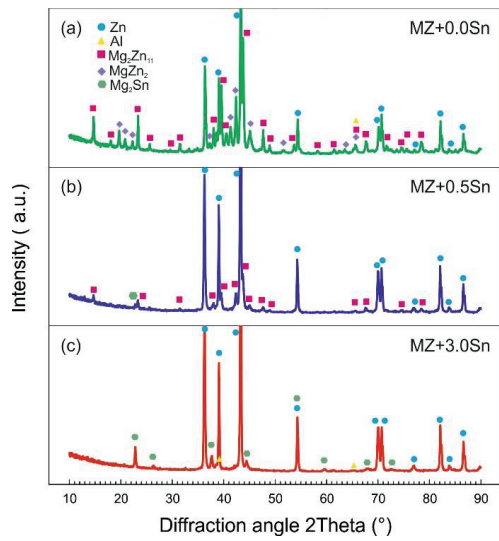 (a)
MZ+0.0Sn
Zn
Al
Mg₂Zn₁₁
MgZn₂
Mg₂Sn
(b)
MZ+0.5Sn
(c)
MZ+3.0Sn
Intensity ( a.u.)
10 20 30 40 50 60 70 80 90
Diffraction angle 2Theta (°)